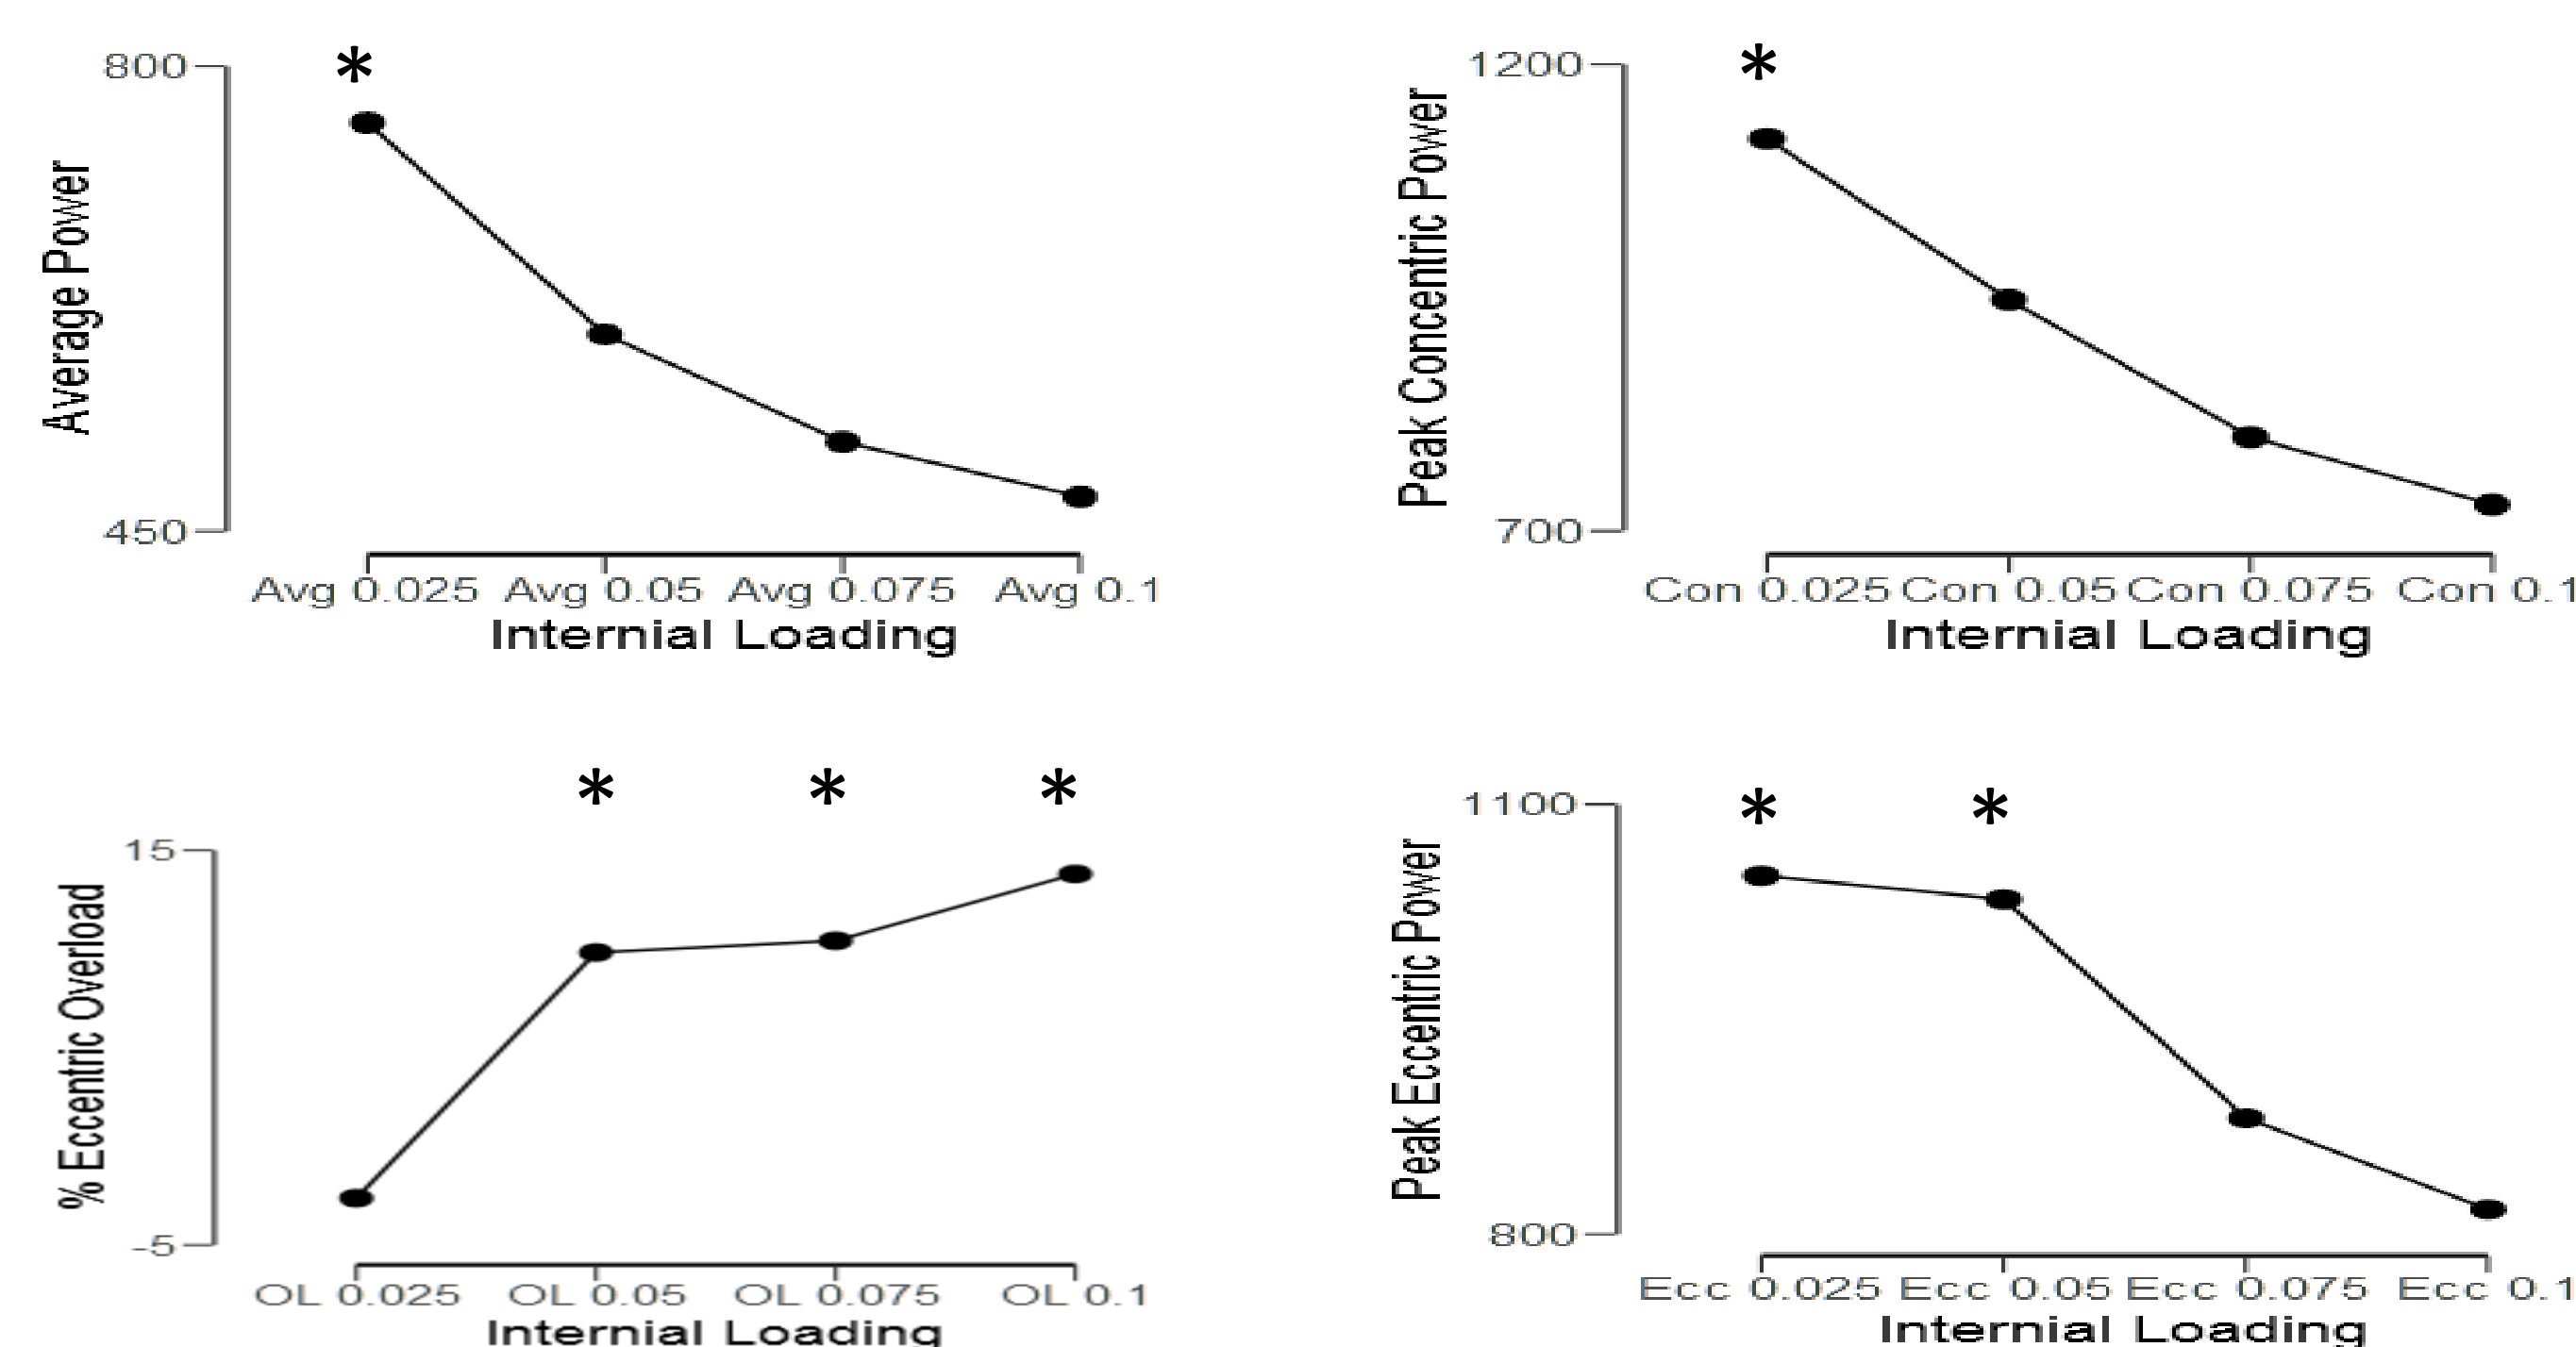 800
*
Average Power
450
Avg 0.025 Avg 0.05 Avg 0.075 Avg 0.1
Internial Loading
1200
*
Peak Concentric Power
700
Con 0.025 Con 0.05 Con 0.075 Con 0.1
Internial Loading
* * *
15
% Eccentric Overload
-5
OL 0.025 OL 0.05 OL 0.075 OL 0.1
Internial Loading
1100
* *
Peak Eccentric Power
800
Ecc 0.025 Ecc 0.05 Ecc 0.075 Ecc 0.1
Internial Loading